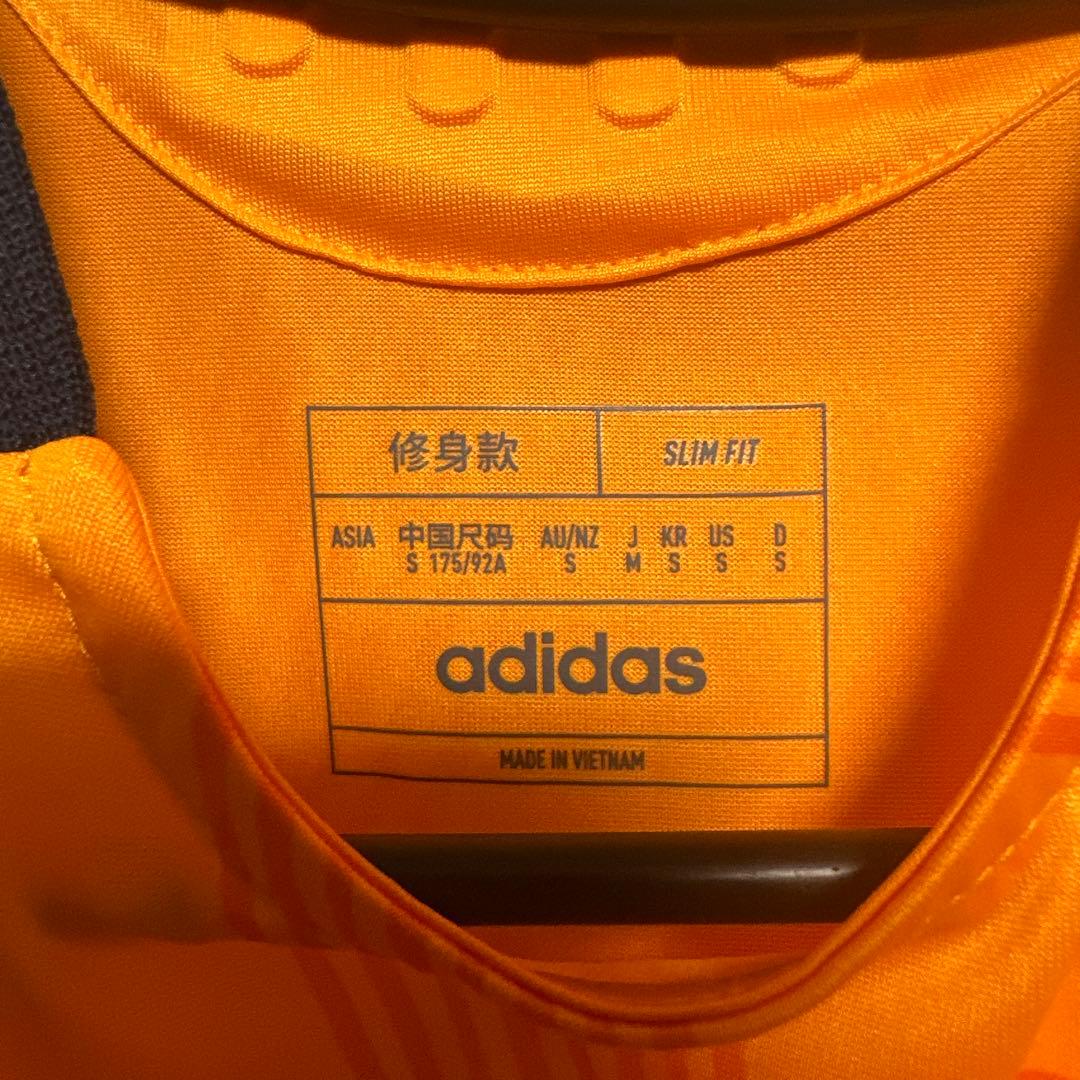 修身款 SLIM FIT
ASIA 中国尺码 AU/NZ J KR US D
S 175/92A S M S S S
adidas
MADE IN VIETNAM